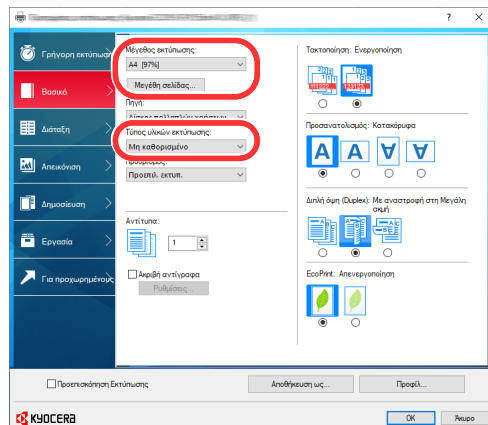 ? X
Γρήγορη εκτύπωση
Βασικό
Διάταξη
Απεικόνιση
Δημοσίευση
Εργασία
Για προχωρημένους
Μέγεθος εκτύπωσης:
A4 [97%]
Μεγέθη σελίδας...
Πηγή:
Τύπος υλικών εκτύπωσης:
Μη καθορισμένο
Προορισμός:
Προεπιλ. εκτυπ.
Αντίτυπα:
1
Ακριβή αντίγραφα
Ρυθμίσεις...
Τακτοποίηση: Ενεργοποίηση
Προσανατολισμός: Κατακόρυφα
A A A A
Διπλή όψη (Duplex): Με αναστροφή στη Μεγάλη
ακμή
EcoPrint: Απενεργοποίηση
Προεπισκόπηση Εκτύπωσης
Αποθήκευση ως...
Προφίλ...
KYOCERA
OK
Άκυρο